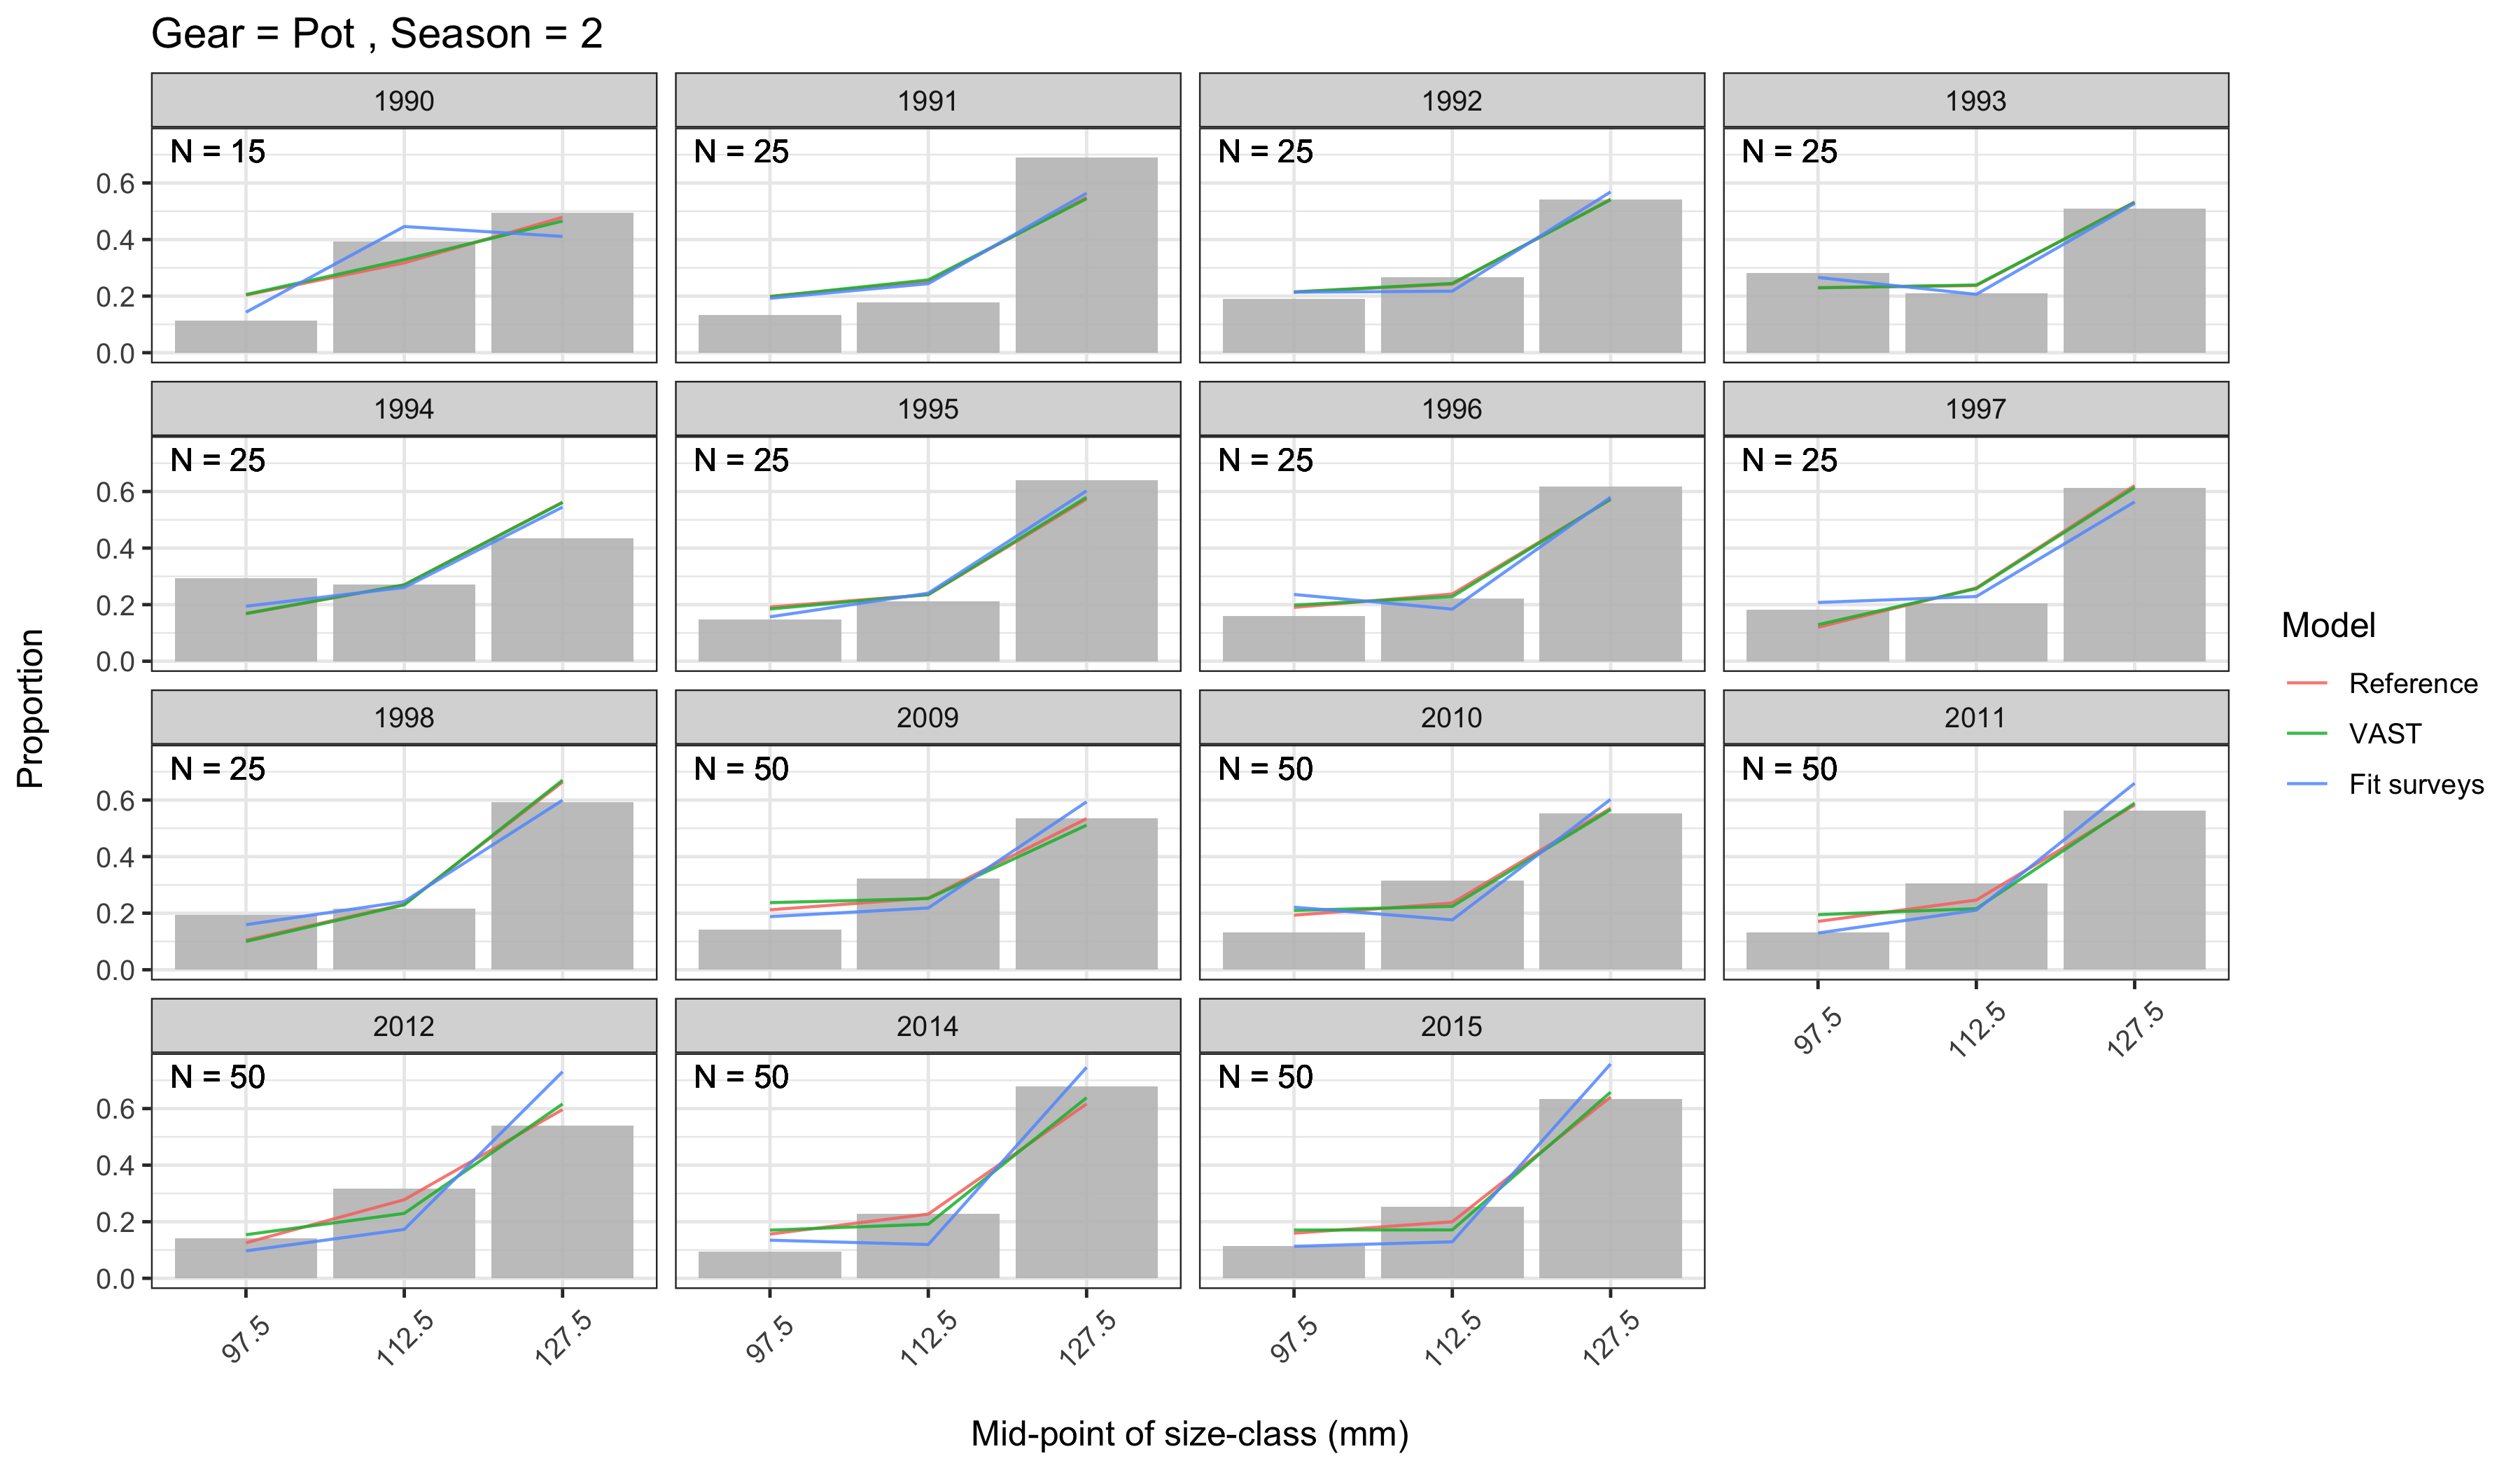 Gear = Pot , Season = 2
1990
1991
1992
1993
N = 15
N = 25
N = 25
N = 25
0.6
0.4
0.2
0.0
1994
1995
1996
1997
N = 25
N = 25
N = 25
N = 25
0.6
0.4
0.2
0.0
1998
2009
2010
2011
N = 25
N = 50
N = 50
N = 50
0.6
0.4
0.2
0.0
97.5
112.5
127.5
2012
2014
2015
N = 50
N = 50
N = 50
0.6
0.4
0.2
0.0
97.5
112.5
127.5
97.5
112.5
127.5
97.5
112.5
127.5
Proportion
Mid-point of size-class (mm)
Model
Reference
VAST
Fit surveys